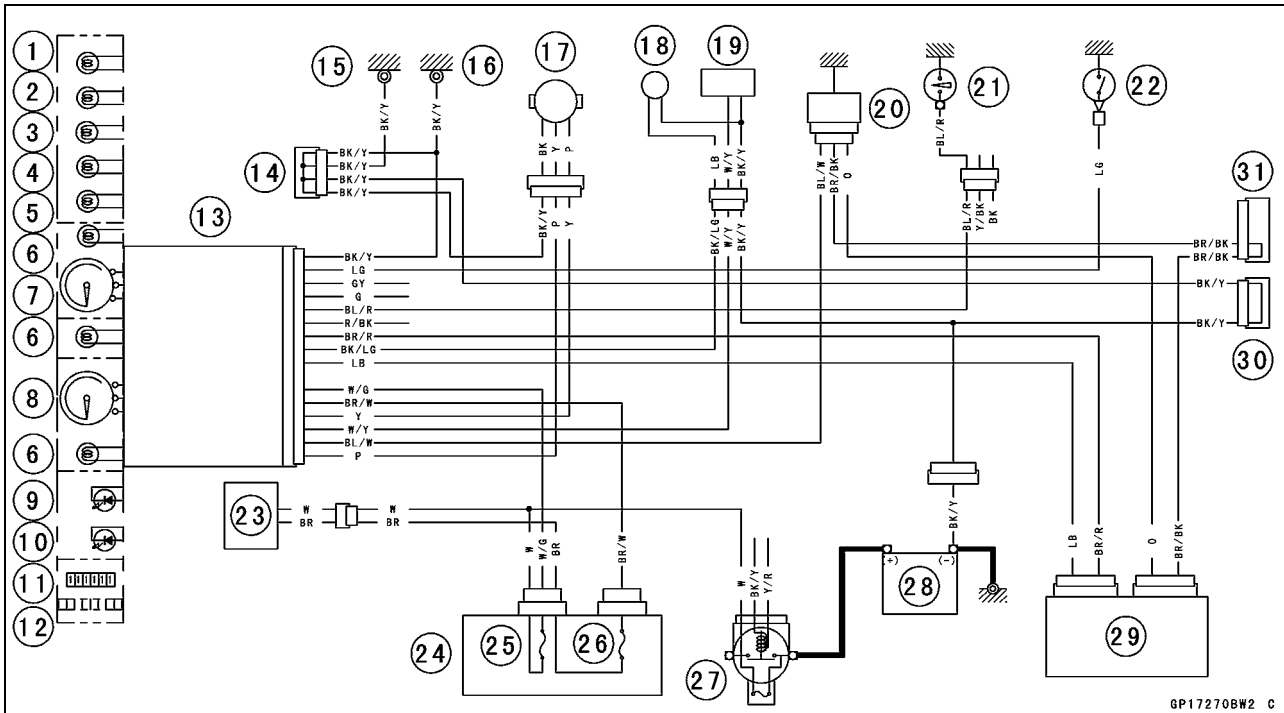 1
2
3
4
5
6
7
6
8
6
9
10
11
12
13
14
15
16
17
18
19
20
21
22
31
30
BK/Y
BK/Y
BK
Y
P
LB
W/Y
BK/Y
BL/W
BR/BK
O
BL/R
LG
BK/Y
BK/Y
BK/Y
BK/Y
BK/Y
P
Y
BK/LG
W/Y
BK/Y
BL/R
Y/BK
BK
BR/BK
BR/BK
BK/Y
BK/Y
BK/Y
LG
GY
G
BL/R
R/BK
BR/R
BK/LG
LB
W/G
BR/W
Y
W/Y
BL/W
P
23
W
BR
W
BR
W
W/G
BR
BR/W
W
BK/Y
Y/R
BK/Y
(+)
(-)
28
LB
BR/R
O
BR/BK
24
25
26
27
29
GP17270BW2 C